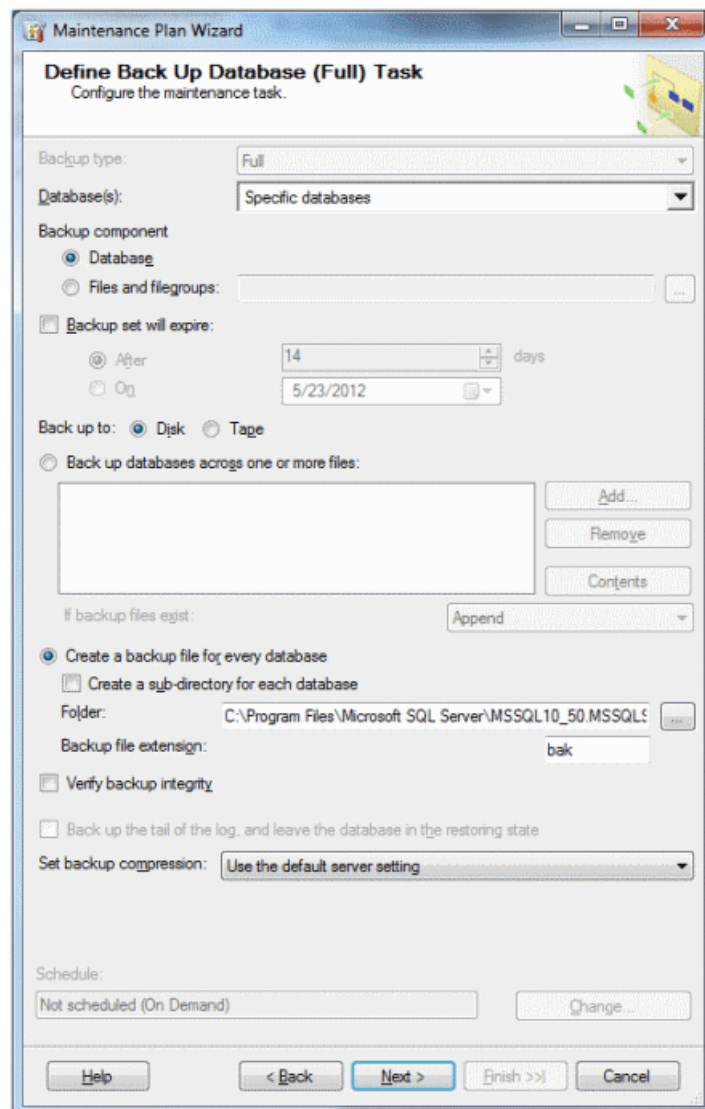 Maintenance Plan Wizard
Define Back Up Database (Full) Task
Configure the maintenance task.
Backup type: Full
Database(s): Specific databases
Backup component
Database
Files and filegroups: ...
Backup set will expire:
After 14 days
On 5/23/2012
Back up to: Disk Tape
Back up databases across one or more files:
Add...
Remove
Contents
If backup files exist: Append
Create a backup file for every database
Create a sub-directory for each database
Folder: C:\Program Files\Microsoft SQL Server\MSSQL10_50.MSSQLS ...
Backup file extension: bak
Verify backup integrity
Back up the tail of the log, and leave the database in the restoring state
Set backup compression: Use the default server setting
Schedule:
Not scheduled (On Demand) Change...
Help < Back Next > Finish >>| Cancel